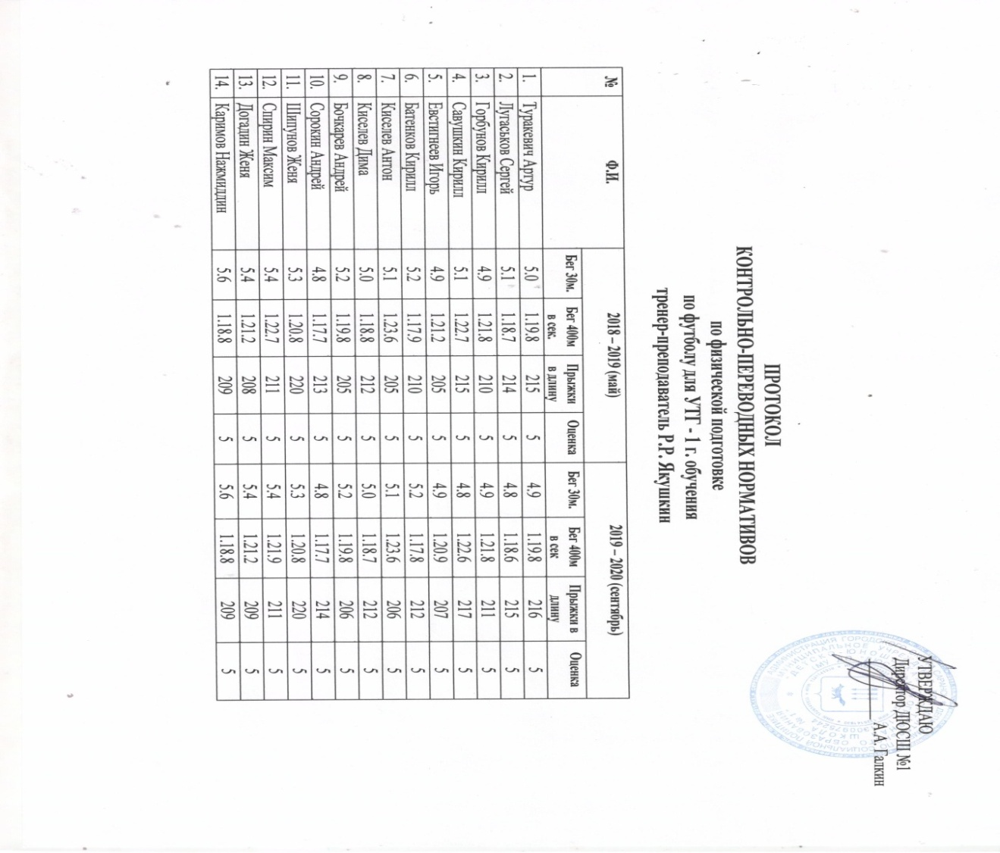 УТВЕРЖДАЮ
Директор ДЮСШ №1
А.А. Галкин
ПРОТОКОЛ
КОНТРОЛЬНО-ПЕРЕВОДНЫХ НОРМАТИВОВ
по физической подготовке
по футболу для УТГ - 1 г. обучения
тренер-преподаватель Р.Р. Якушкин
№ Ф.И. 2018 – 2019 (май) 2019 – 2020 (сентябрь)
Бег 30м. Бег 400м в сек. Прыжки в длину Оценка Бег 30м. Бег 400м в сек Прыжки в длину Оценка
1. Туракевич Артур 5.0 1.19.8 215 5 4.9 1.19.8 216 5
2. Лугаськов Сергей 5.1 1.18.7 214 5 4.8 1.18.6 215 5
3. Горбунов Кирилл 4.9 1.21.8 210 5 4.9 1.21.8 211 5
4. Савушкин Кирилл 5.1 1.22.7 215 5 4.8 1.22.6 217 5
5. Евстигнеев Игорь 4.9 1.21.2 205 5 4.9 1.20.9 207 5
6. Батенков Кирилл 5.2 1.17.9 210 5 5.2 1.17.8 212 5
7. Киселев Антон 5.1 1.23.6 205 5 5.1 1.23.6 206 5
8. Киселев Дима 5.0 1.18.8 212 5 5.0 1.18.7 212 5
9. Бочкарев Андрей 5.2 1.19.8 205 5 5.2 1.19.8 206 5
10. Сорокин Андрей 4.8 1.17.7 213 5 4.8 1.17.7 214 5
11. Шипунов Женя 5.3 1.20.8 220 5 5.3 1.20.8 220 5
12. Спирин Максим 5.4 1.22.7 211 5 5.4 1.21.9 211 5
13. Догадин Женя 5.4 1.21.2 208 5 5.4 1.21.2 209 5
14. Каримов Нажмиддин 5.6 1.18.8 209 5 5.6 1.18.8 209 5